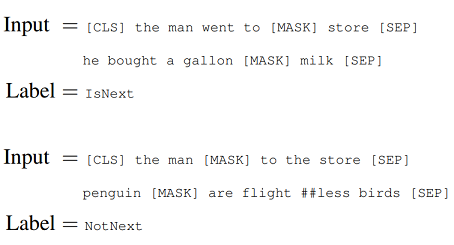 Input = [CLS] the man went to [MASK] store [SEP]
he bought a gallon [MASK] milk [SEP]
Label = IsNext
Input = [CLS] the man [MASK] to the store [SEP]
penguin [MASK] are flight ##less birds [SEP]
Label = NotNext